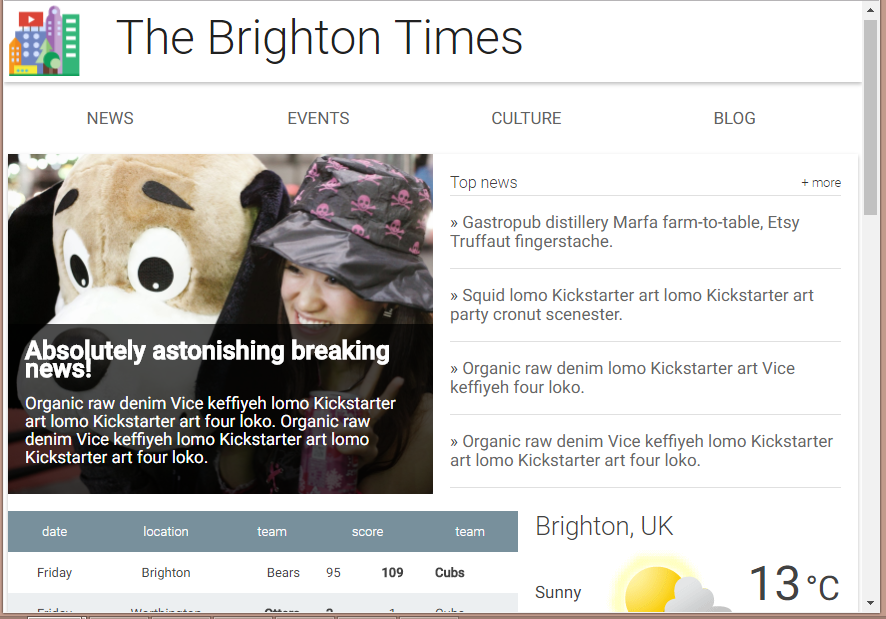 The Brighton Times
NEWS EVENTS CULTURE BLOG
Absolutely astonishing breaking
news!
Organic raw denim Vice keffiyeh lomo Kickstarter
art lomo Kickstarter art four loko. Organic raw
denim Vice keffiyeh lomo Kickstarter art lomo
Kickstarter art four loko.
Top news + more
» Gastropub distillery Marfa farm-to-table, Etsy
Truffaut fingerstache.
» Squid lomo Kickstarter art lomo Kickstarter art
party cronut scenester.
» Organic raw denim lomo Kickstarter art Vice
keffiyeh four loko.
» Organic raw denim Vice keffiyeh lomo Kickstarter
art lomo Kickstarter art four loko.
date location team score team
Friday Brighton Bears 95 109 Cubs
Friday Worthington Otters 1 Cubs
Brighton, UK
Sunny 13 °C